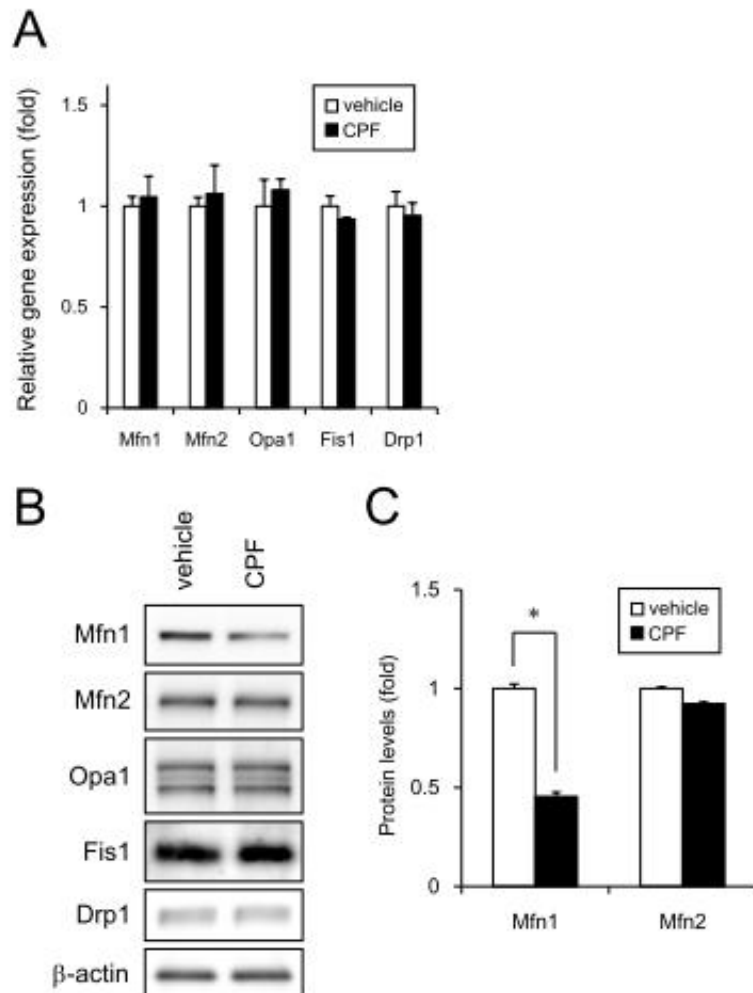 A
Relative gene expression (fold)
1.5
1
0.5
0
vehicle
CPF
Mfn1 Mfn2 Opa1 Fis1 Drp1
B
vehicle CPF
Mfn1
Mfn2
Opa1
Fis1
Drp1
β-actin
C
Protein levels (fold)
1.5
1
0.5
0
vehicle
CPF
*
Mfn1 Mfn2